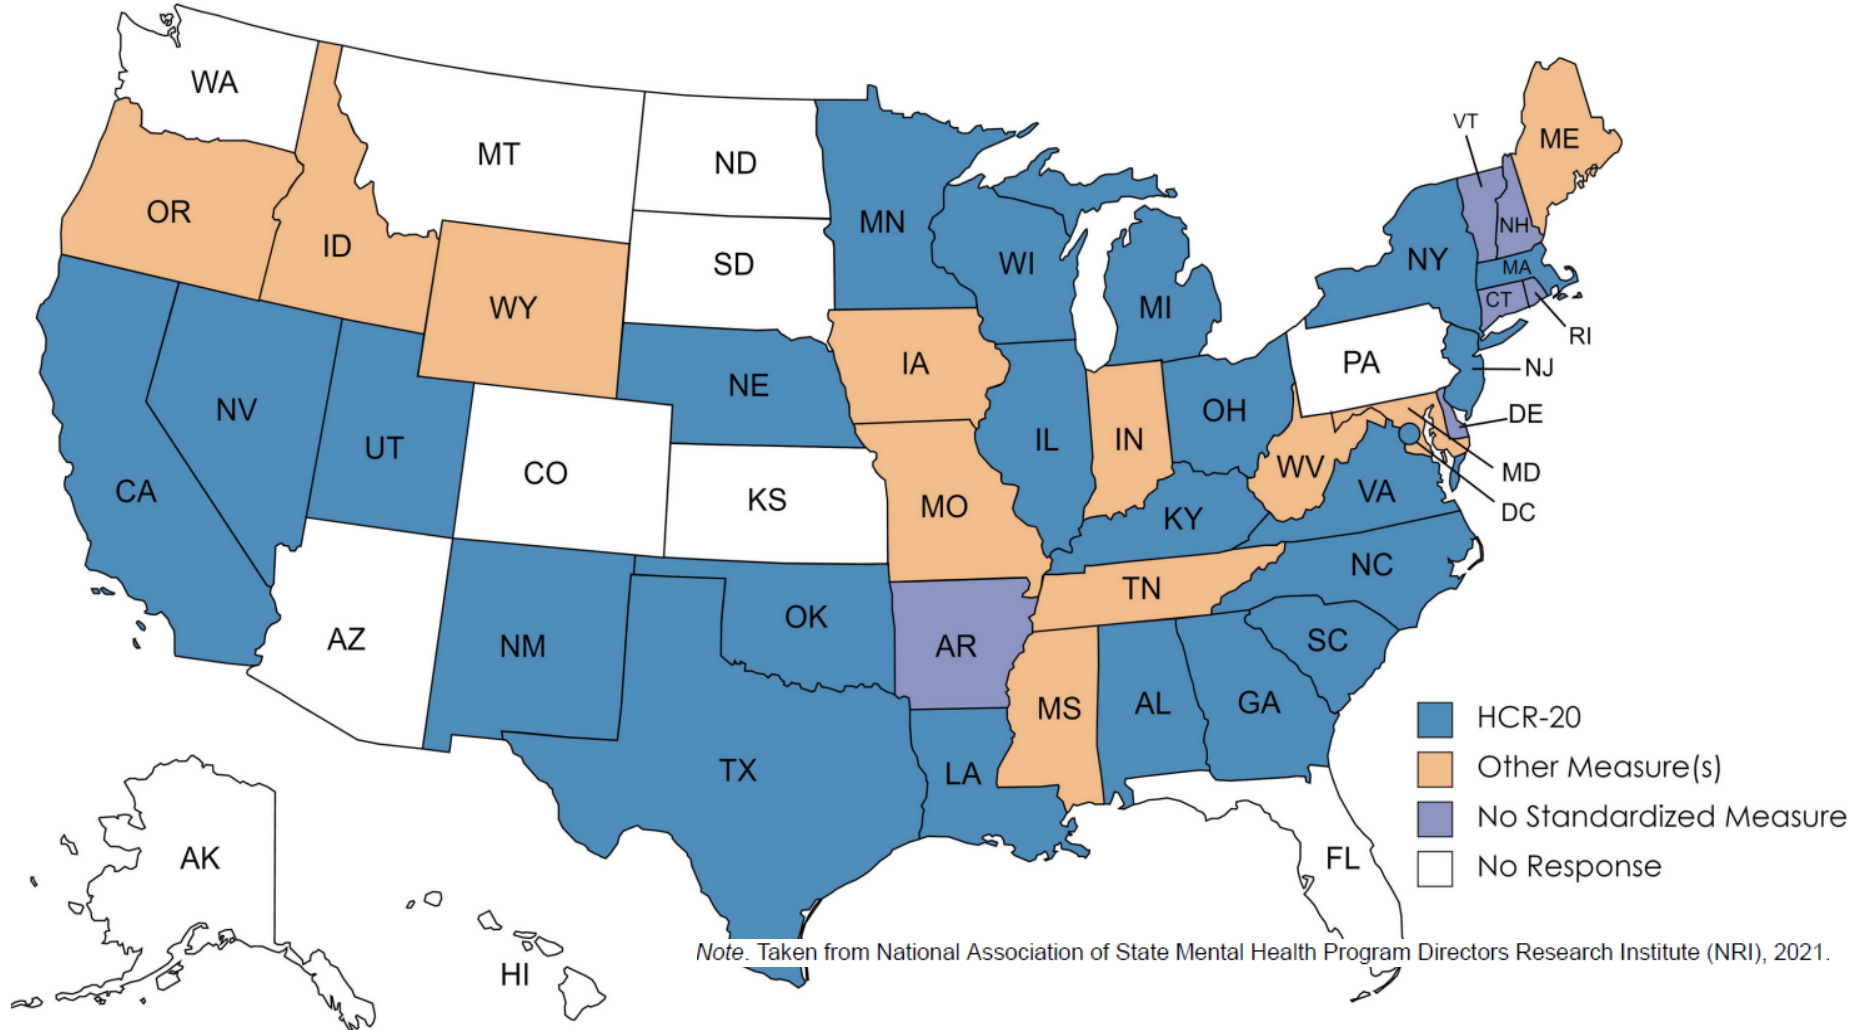 WA
MT
ND
MN
VT
ME
OR
ID
SD
WI
NH
NY
MA
WY
MI
CT
RI
IA
PA
NJ
NE
NV
OH
DE
UT
IL
IN
WV
MD
CO
CA
KS
MO
VA
DC
KY
NC
TN
OK
AZ
NM
AR
SC
MS
AL
GA
TX
LA
HCR-20
Other Measure(s)
No Standardized Measure
No Response
AK
FL
HI
Note. Taken from National Association of State Mental Health Program Directors Research Institute (NRI), 2021.